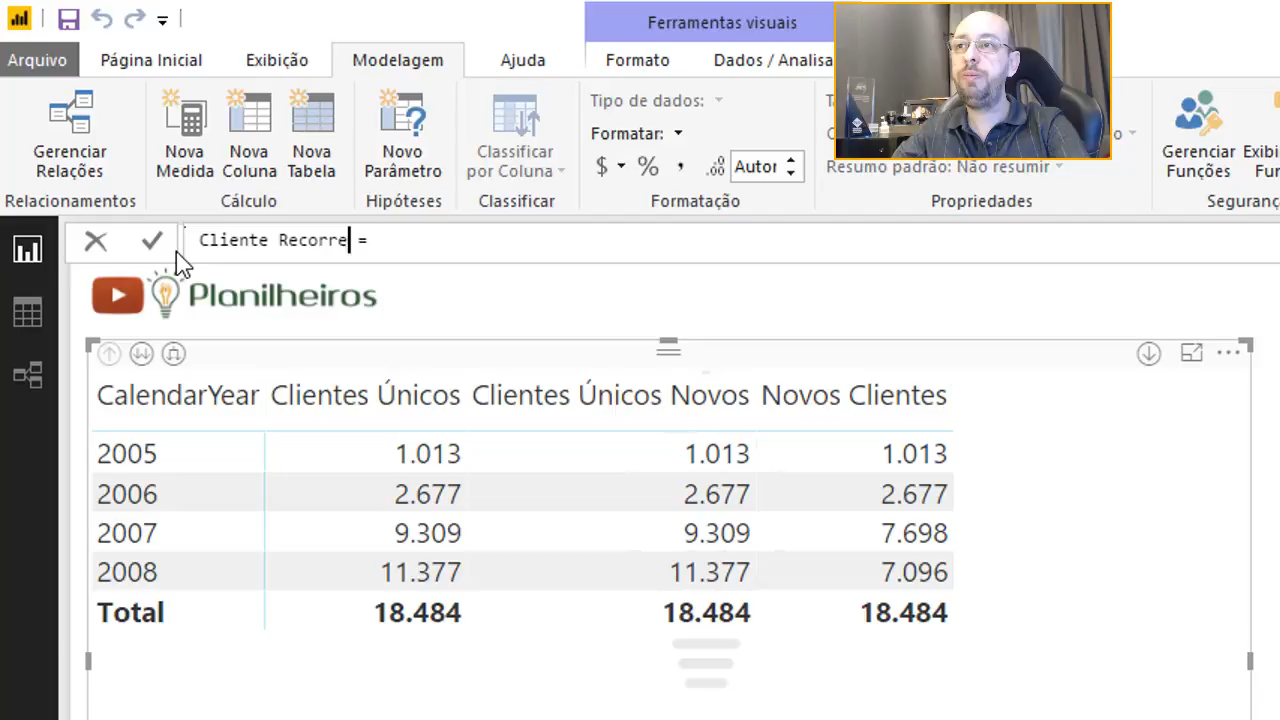 Ferramentas visuais
Arquivo Página Inicial Exibição Modelagem Ajuda Formato Dados / Analisa
Gerenciar Relações
Nova Medida
Nova Coluna
Nova Tabela
Novo Parâmetro
Classificar por Coluna
Tipo de dados:
Formatar:
$ % , .00 Autor
Resumo padrão: Não resumir
Gerenciar Funções
Exibi
Fun
Relacionamentos Cálculo Hipóteses Classificar Formatação Propriedades Seguranç
Cliente Recorre =
Planilheiros
CalendarYear Clientes Únicos Clientes Únicos Novos Novos Clientes
2005 1.013 1.013 1.013
2006 2.677 2.677 2.677
2007 9.309 9.309 7.698
2008 11.377 11.377 7.096
Total 18.484 18.484 18.484